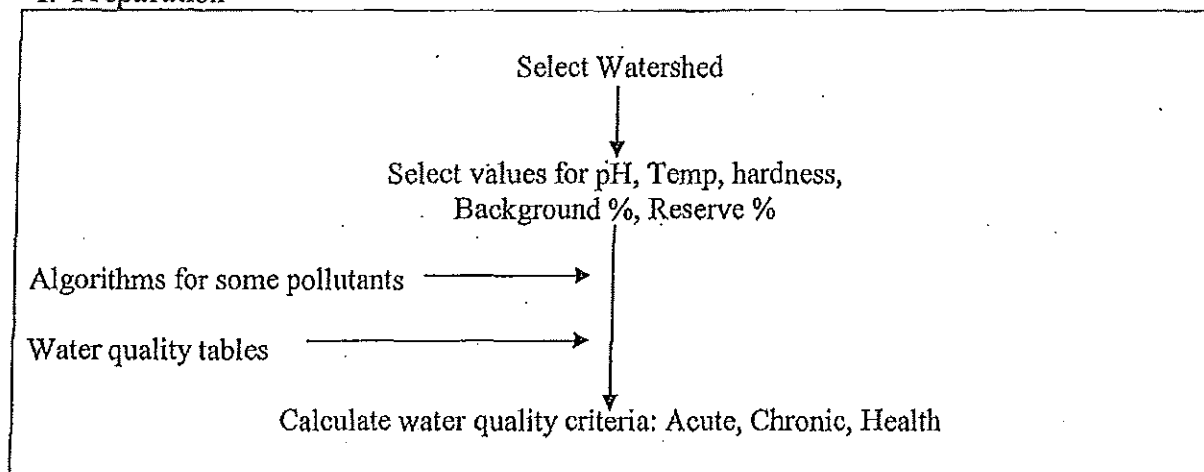 Select Watershed
Select values for pH, Temp, hardness,
Background %, Reserve %
Algorithms for some pollutants
Water quality tables
Calculate water quality criteria: Acute, Chronic, Health